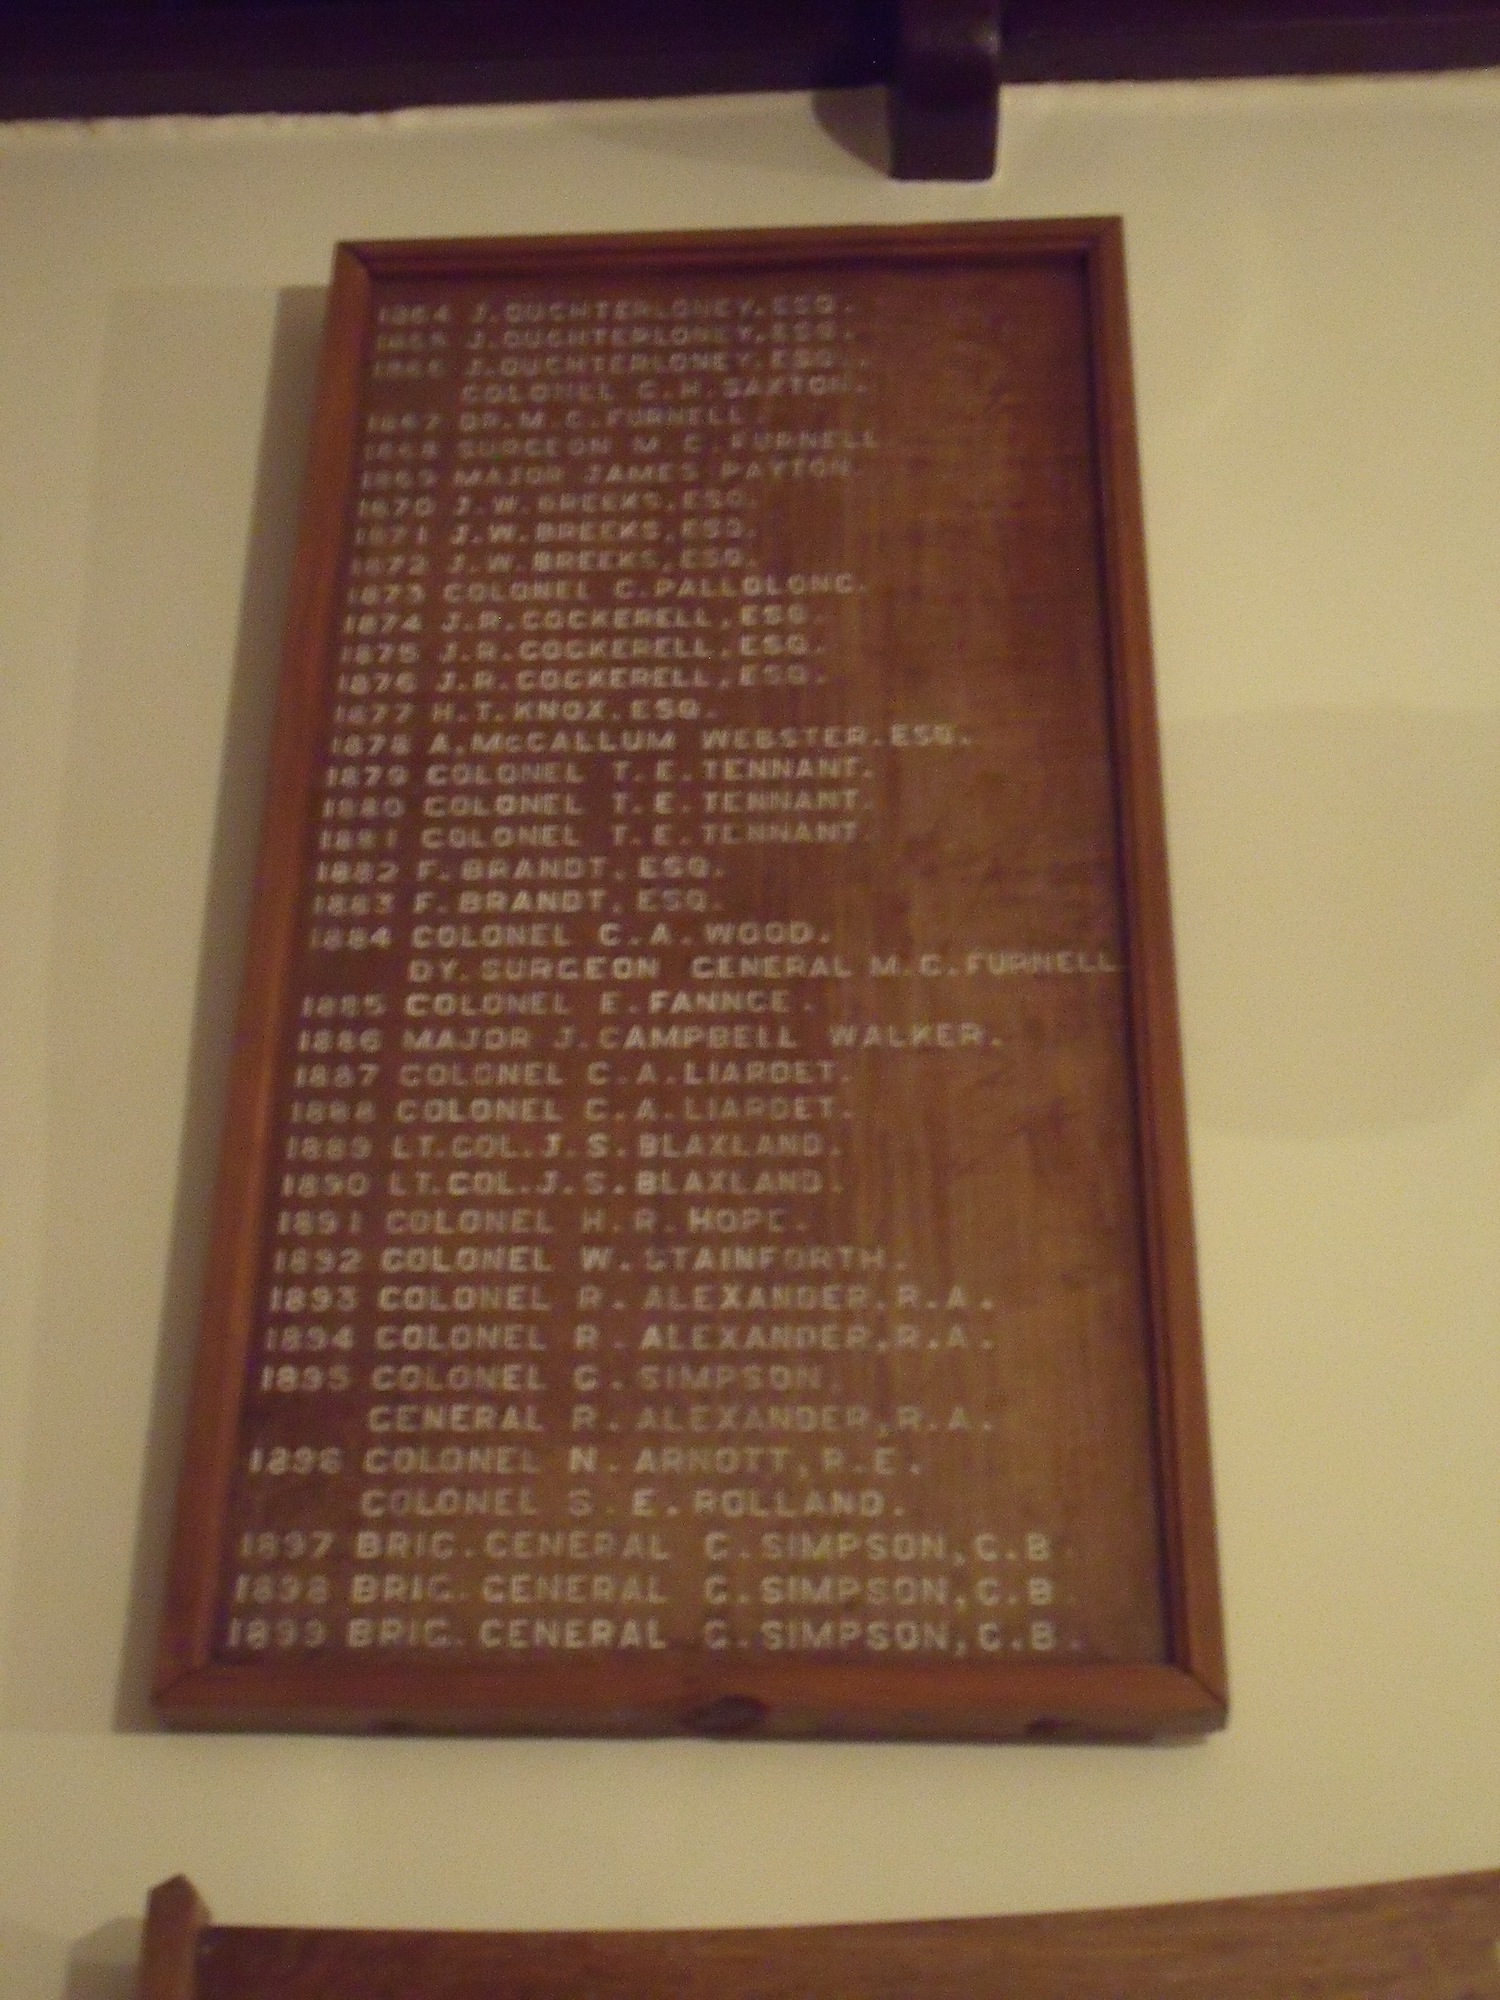 1864 J. OUCHTERLONEY. ESQ.
1865 J. OUCHTERLONEY. ESQ.
1866 J. OUCHTERLONEY. ESQ.
COLONEL G. H. SAXTON.
1867 DR. M. C. FURNELL.
1868 SURGEON M. C. FURNELL
1869 MAJOR JAMES PAYTON.
1870 J. W. BREEKS, ESQ.
1871 J. W. BREEKS, ESQ.
1872 J. W. BREEKS, ESQ.
1873 COLONEL C. PALLOLONG.
1874 J. R. COCKERELL, ESQ.
1875 J. R. COCKERELL, ESQ.
1876 J. R. COCKERELL, ESQ.
1877 H. T. KNOX, ESQ.
1878 A. McCALLUM WEBSTER. ESQ.
1879 COLONEL T. E. TENNANT.
1880 COLONEL T. E. TENNANT.
1881 COLONEL T. E. TENNANT.
1882 F. BRANDT, ESQ.
1883 F. BRANDT, ESQ.
1884 COLONEL C. A. WOOD.
DY. SURGEON GENERAL M. C. FURNELL
1885 COLONEL E. FANNCE.
1886 MAJOR J. CAMPBELL WALKER.
1887 COLONEL C. A. LIARDET.
1888 COLONEL C. A. LIARDET.
1889 LT. COL. J. S. BLAXLAND.
1890 LT. COL. J. S. BLAXLAND.
1891 COLONEL H. R. HOPE.
1892 COLONEL W. STAINFORTH.
1893 COLONEL R. ALEXANDER, R.A.
1894 COLONEL R. ALEXANDER, R.A.
1895 COLONEL G. SIMPSON.
GENERAL R. ALEXANDER, R.A.
1896 COLONEL N. ARNOTT, R.E.
COLONEL S. E. ROLLAND.
1897 BRIG. GENERAL G. SIMPSON, C.B.
1898 BRIG. GENERAL G. SIMPSON, C.B
1899 BRIG. GENERAL G. SIMPSON, C.B.